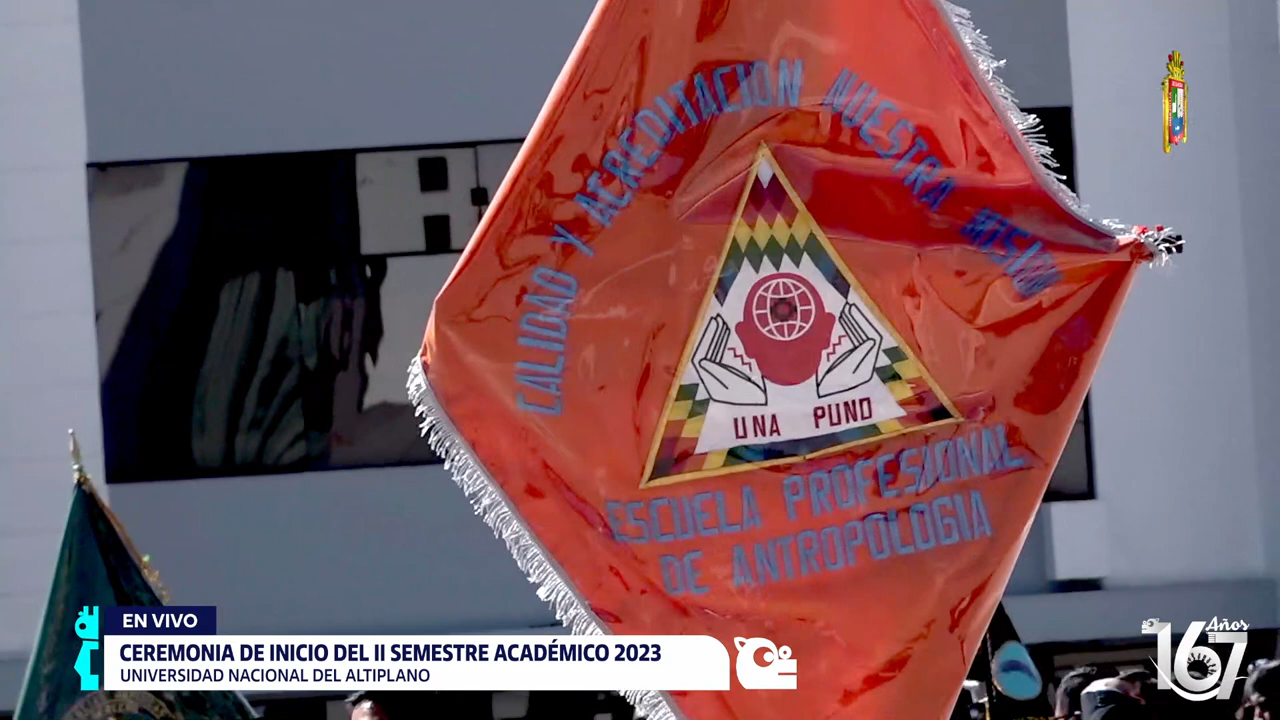 CALIDAD Y ACREDITACION NUESTRA MISION
UNA PUNO
ESCUELA PROFESIONAL
DE ANTROPOLOGIA
EN VIVO
CEREMONIA DE INICIO DEL II SEMESTRE ACADÉMICO 2023
UNIVERSIDAD NACIONAL DEL ALTIPLANO
167 Años